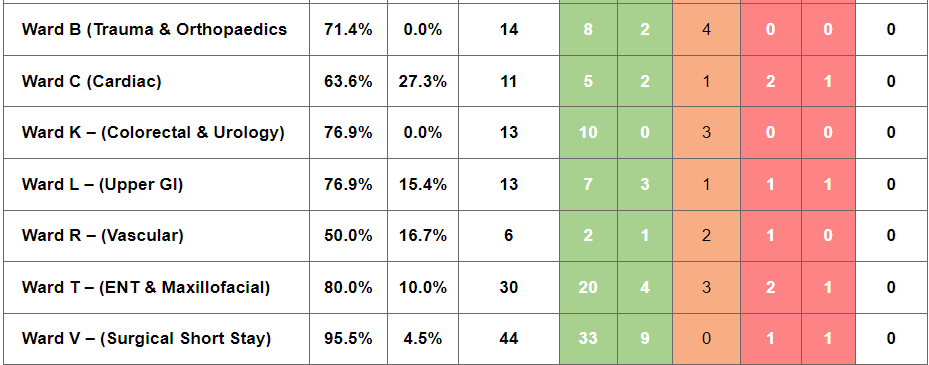 Ward B (Trauma & Orthopaedics 71.4% 0.0% 14 8 2 4 0 0 0
Ward C (Cardiac) 63.6% 27.3% 11 5 2 1 2 1 0
Ward K – (Colorectal & Urology) 76.9% 0.0% 13 10 0 3 0 0 0
Ward L – (Upper GI) 76.9% 15.4% 13 7 3 1 1 1 0
Ward R – (Vascular) 50.0% 16.7% 6 2 1 2 1 0 0
Ward T – (ENT & Maxillofacial) 80.0% 10.0% 30 20 4 3 2 1 0
Ward V – (Surgical Short Stay) 95.5% 4.5% 44 33 9 0 1 1 0